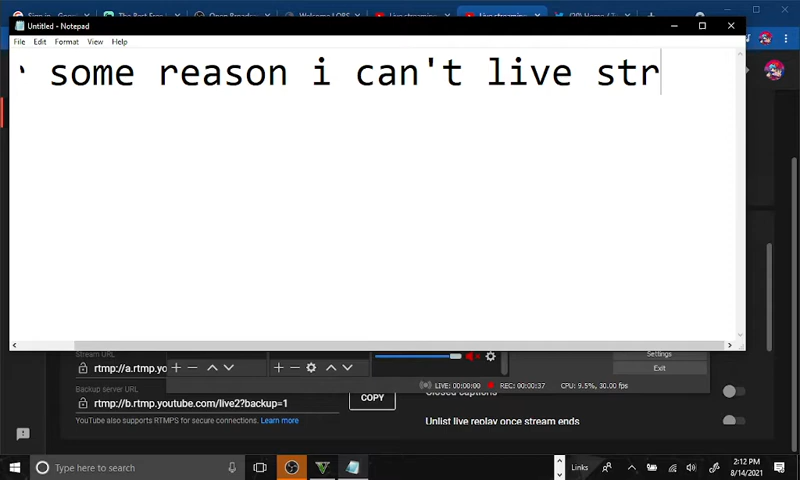 Untitled - Notepad
File Edit Format View Help
some reason i can't live str
Stream URL
rtmp://a.rtmp.yo
Backup server URL
rtmp://b.rtmp.youtube.com/live2?backup=1
COPY
YouTube also supports RTMPS for secure connections. Learn more
Settings
Exit
LIVE: 00:00:00 REC: 00:00:37 CPU: 9.5%, 30.00 fps
Closed captions
Unlist live replay once stream ends
Type here to search
Links
2:12 PM
8/14/2021